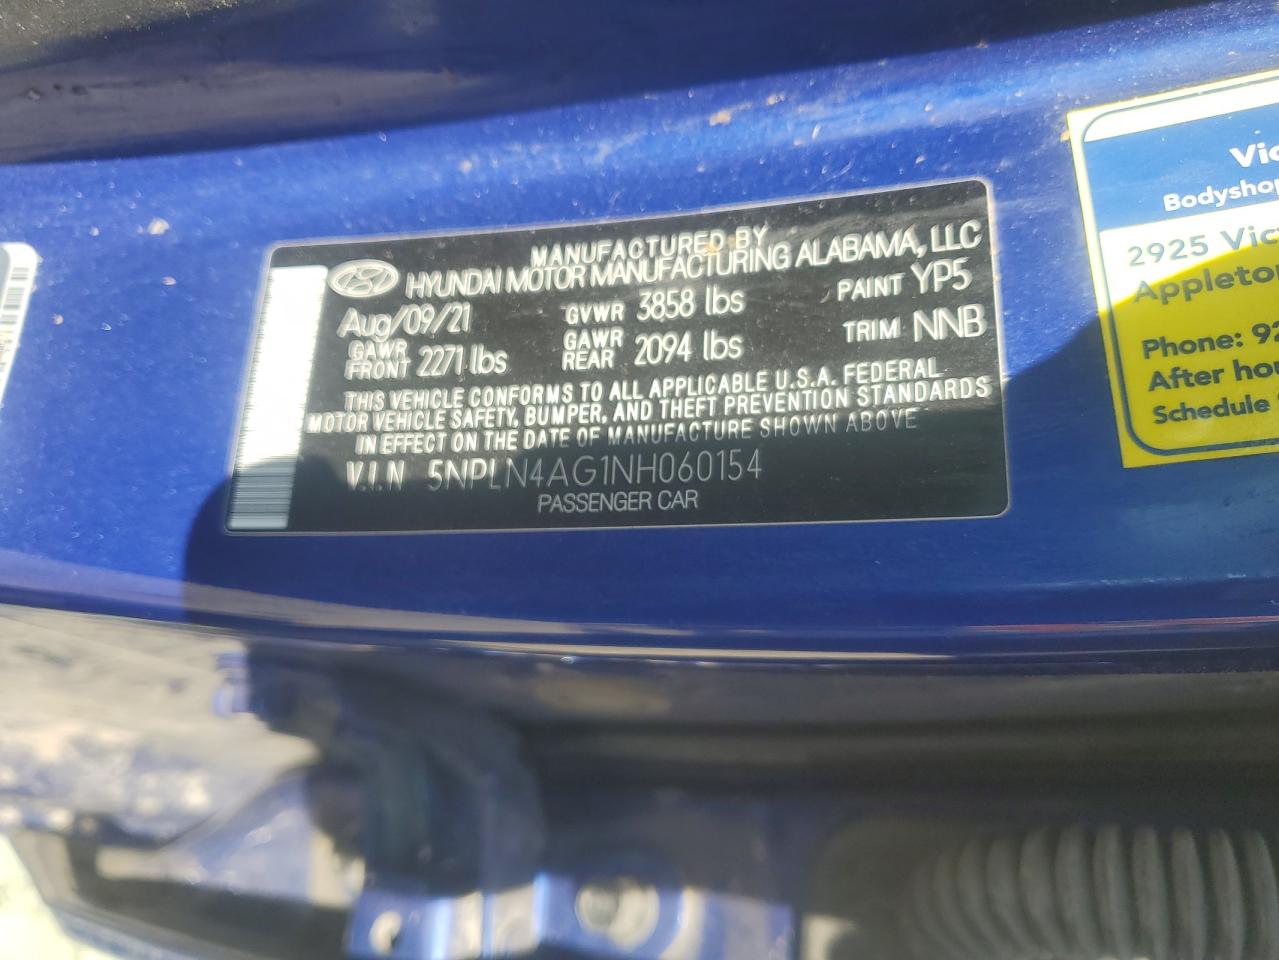 MANUFACTURED BY
HYUNDAI MOTOR MANUFACTURING ALABAMA, LLC
Aug/09/21 GVWR 3858 lbs PAINT YP5
GAWR FRONT 2271 lbs GAWR REAR 2094 lbs TRIM NNB
THIS VEHICLE CONFORMS TO ALL APPLICABLE U.S.A. FEDERAL
MOTOR VEHICLE SAFETY, BUMPER, AND THEFT PREVENTION STANDARDS
IN EFFECT ON THE DATE OF MANUFACTURE SHOWN ABOVE
V.I.N 5NPLN4AG1NH060154
PASSENGER CAR
Vic
Bodyshop
2925 Vic
Appleton
Phone: 92
After hou
Schedule